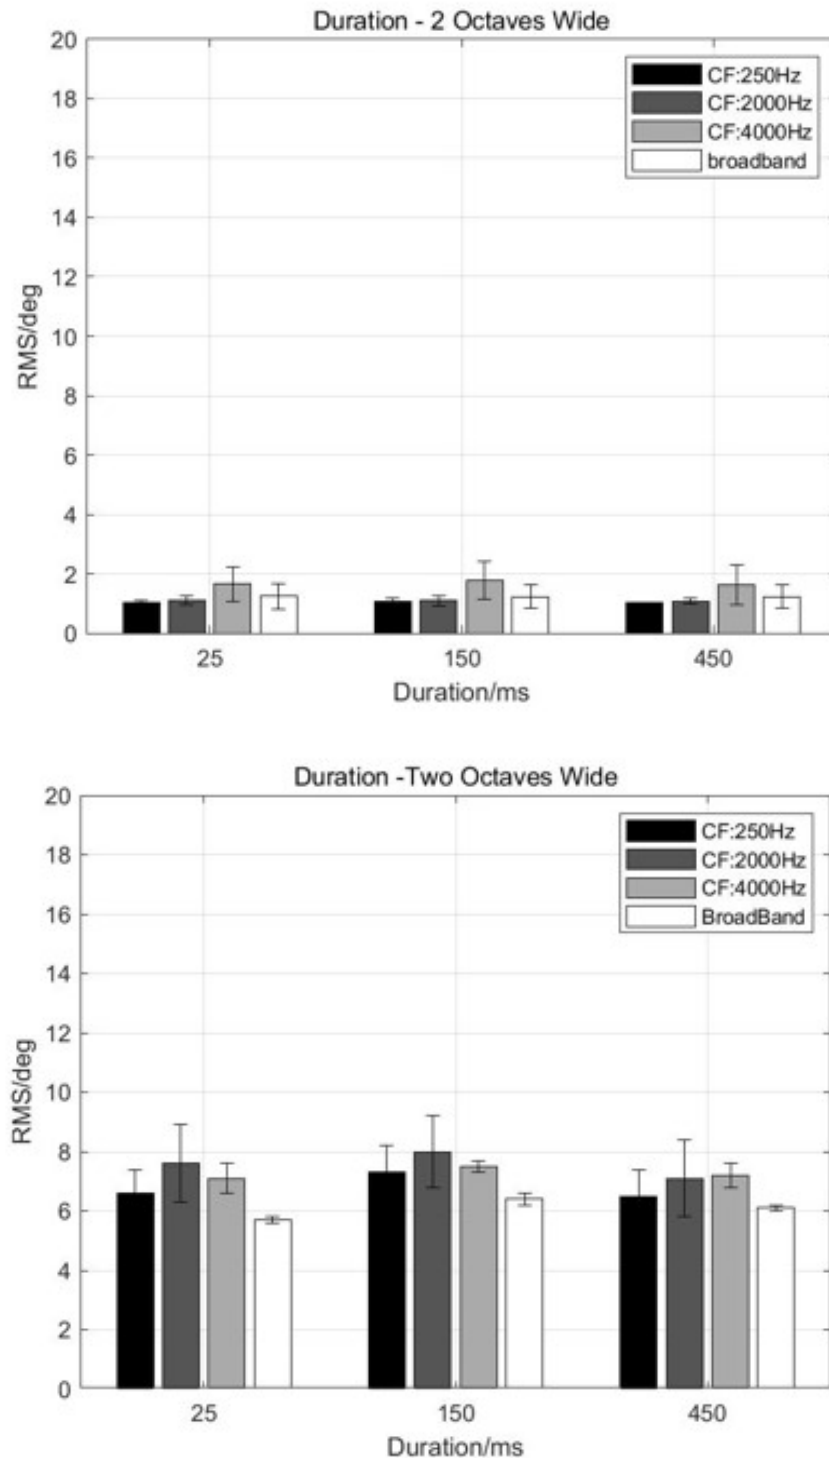 Duration - 2 Octaves Wide
20
18
16
14
12
10
8
6
4
2
0
RMS/deg
CF:250Hz
CF:2000Hz
CF:4000Hz
broadband
25 150 450
Duration/ms
Duration -Two Octaves Wide
20
18
16
14
12
10
8
6
4
2
0
RMS/deg
CF:250Hz
CF:2000Hz
CF:4000Hz
BroadBand
25 150 450
Duration/ms